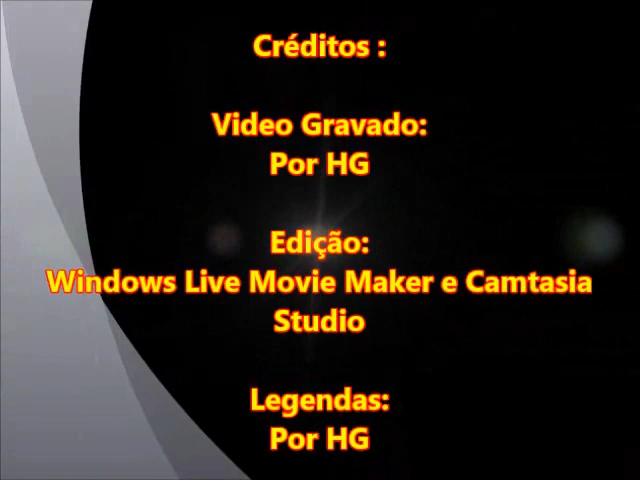 Créditos :
Video Gravado:
Por HG
Edição:
Windows Live Movie Maker e Camtasia
Studio
Legendas:
Por HG